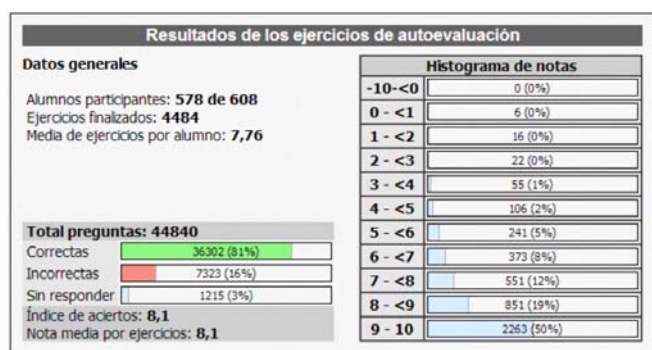 Resultados de los ejercicios de autoevaluación
Datos generales
Alumnos participantes: 578 de 608
Ejercicios finalizados: 4484
Media de ejercicios por alumno: 7,76
Total preguntas: 44840
Correctas 36302 (81%)
Incorrectas 7323 (16%)
Sin responder 1215 (3%)
Índice de aciertos: 8,1
Nota media por ejercicios: 8,1
Histograma de notas
-10-<0 0 (0%)
0 - <1 6 (0%)
1 - <2 16 (0%)
2 - <3 22 (0%)
3 - <4 55 (1%)
4 - <5 106 (2%)
5 - <6 241 (5%)
6 - <7 373 (8%)
7 - <8 551 (12%)
8 - <9 851 (19%)
9 - 10 2263 (50%)